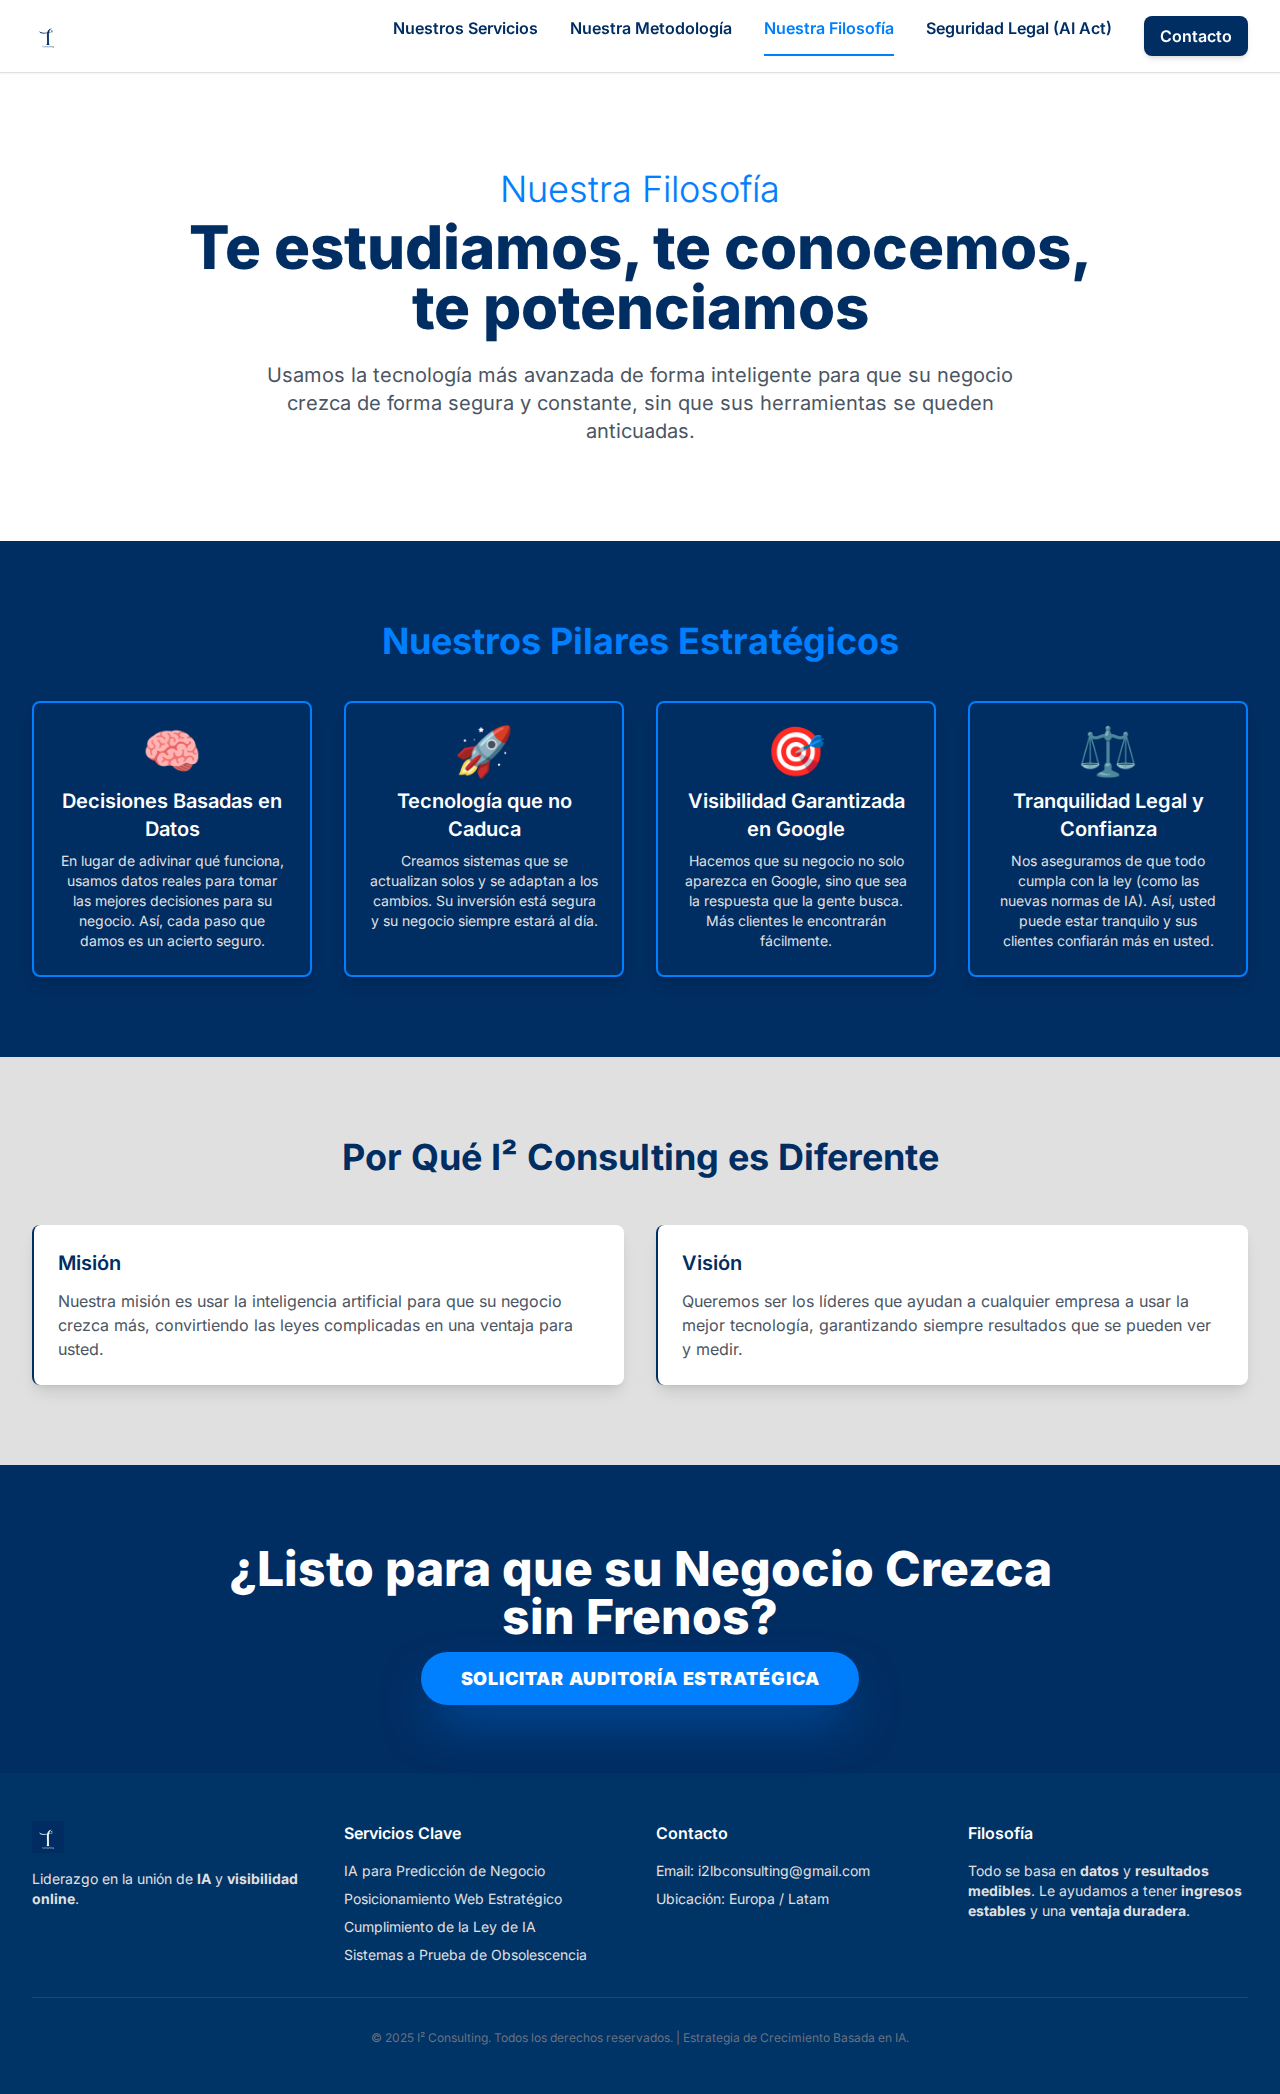 Nuestros Servicios
Nuestra Metodología
Nuestra Filosofía
Seguridad Legal (AI Act)
Contacto
Nuestra Filosofía
Te estudiamos, te conocemos,
te potenciamos
Usamos la tecnología más avanzada de forma inteligente para que su negocio
crezca de forma segura y constante, sin que sus herramientas se queden
anticuadas.
Nuestros Pilares Estratégicos
Decisiones Basadas en
Datos
En lugar de adivinar qué funciona,
usamos datos reales para tomar
las mejores decisiones para su
negocio. Así, cada paso que
damos es un acierto seguro.
Tecnología que no
Caduca
Creamos sistemas que se
actualizan solos y se adaptan a los
cambios. Su inversión está segura
y su negocio siempre estará al día.
Visibilidad Garantizada
en Google
Hacemos que su negocio no solo
aparezca en Google, sino que sea
la respuesta que la gente busca.
Más clientes le encontrarán
fácilmente.
Tranquilidad Legal y
Confianza
Nos aseguramos de que todo
cumpla con la ley (como las
nuevas normas de IA). Así, usted
puede estar tranquilo y sus
clientes confiarán más en usted.
Por Qué I² Consulting es Diferente
Misión
Nuestra misión es usar la inteligencia artificial para que su negocio
crezca más, convirtiendo las leyes complicadas en una ventaja para
usted.
Visión
Queremos ser los líderes que ayudan a cualquier empresa a usar la
mejor tecnología, garantizando siempre resultados que se pueden ver
y medir.
¿Listo para que su Negocio Crezca
sin Frenos?
SOLICITAR AUDITORÍA ESTRATÉGICA
Liderazgo en la unión de IA y visibilidad
online.
Servicios Clave
IA para Predicción de Negocio
Posicionamiento Web Estratégico
Cumplimiento de la Ley de IA
Sistemas a Prueba de Obsolescencia
Contacto
Email: i2lbconsulting@gmail.com
Ubicación: Europa / Latam
Filosofía
Todo se basa en datos y resultados
medibles. Le ayudamos a tener ingresos
estables y una ventaja duradera.
© 2025 I² Consulting. Todos los derechos reservados. | Estrategia de Crecimiento Basada en IA.